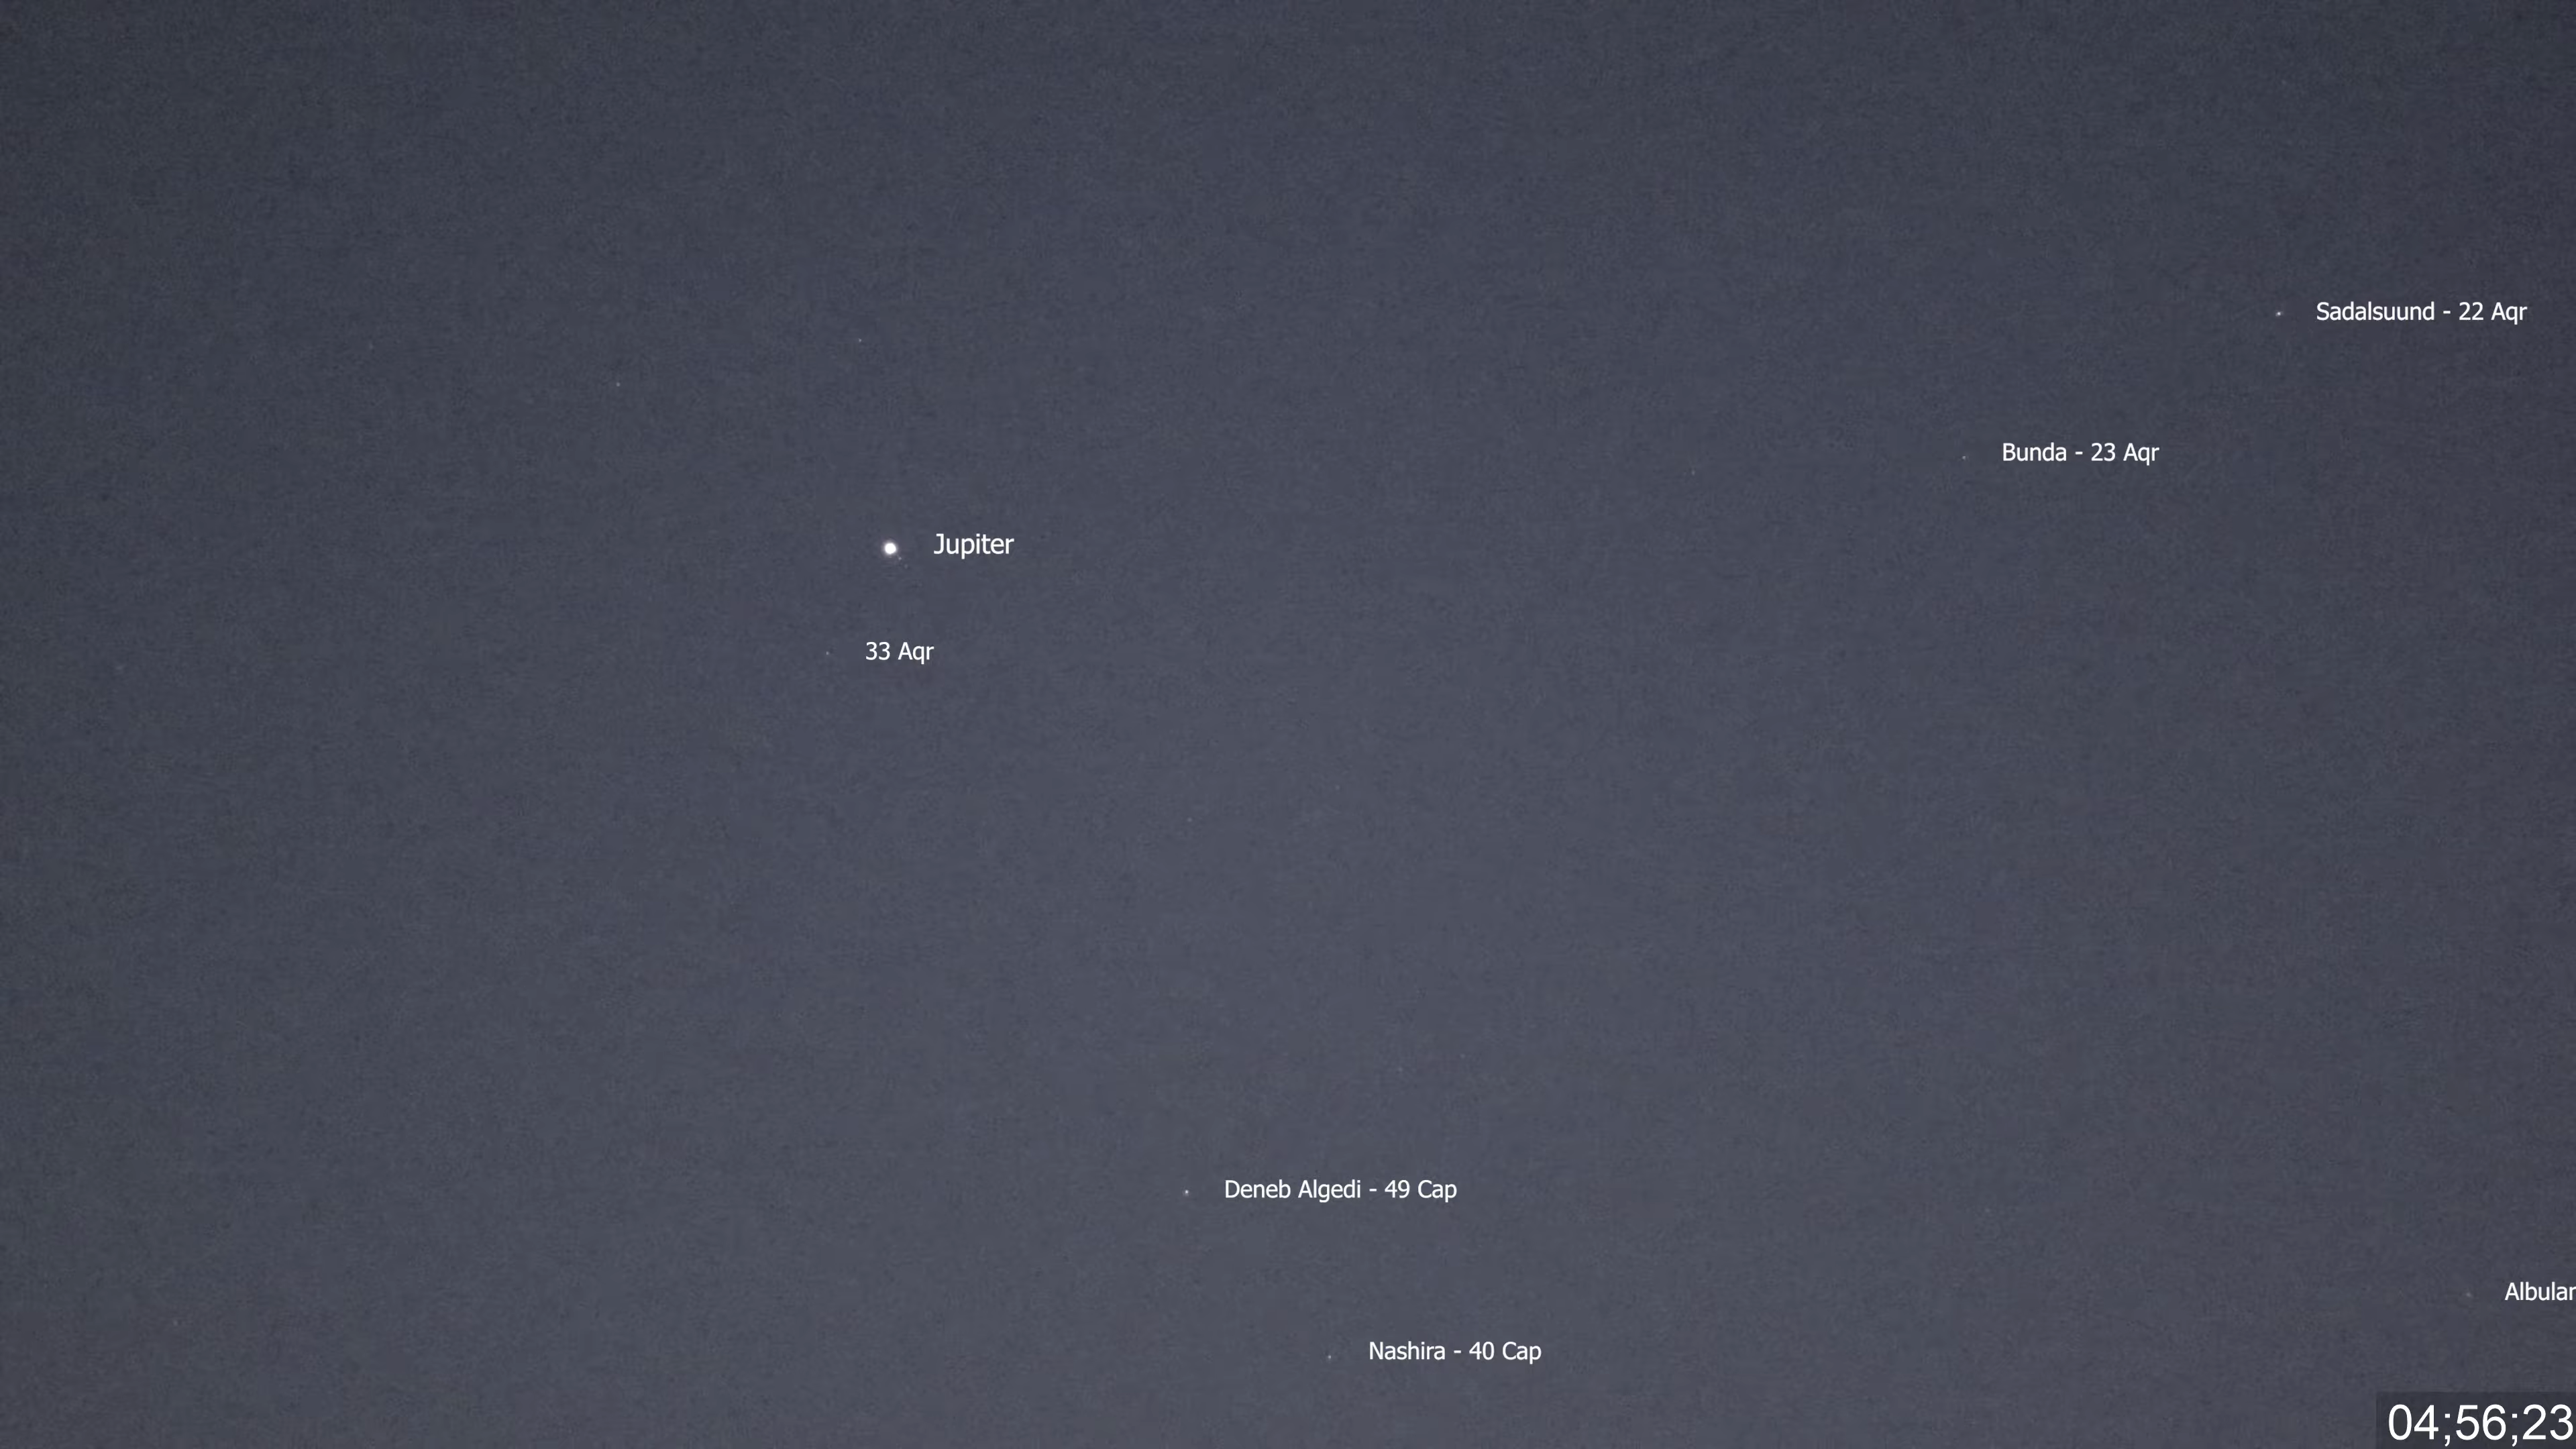 Sadalsuund - 22 Aqr
Bunda - 23 Aqr
Jupiter
33 Aqr
Deneb Algedi - 49 Cap
Albular
Nashira - 40 Cap
04;56;23